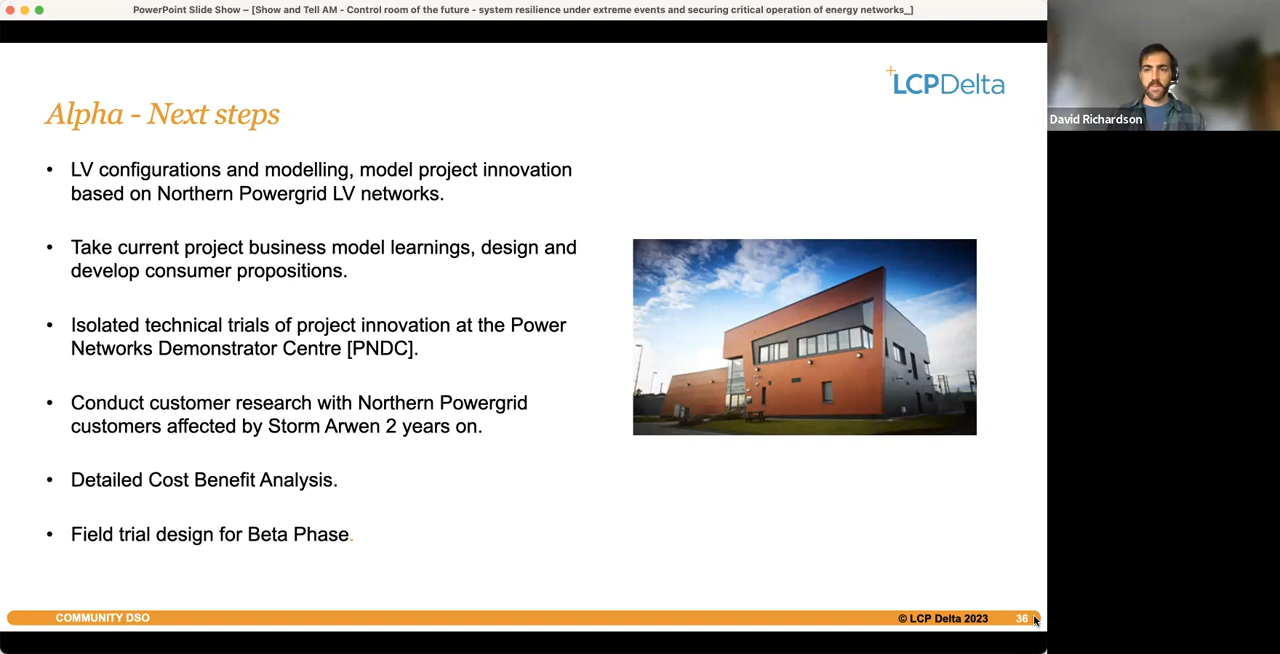 PowerPoint Slide Show – [Show and Tell AM - Control room of the future - system resilience under extreme events and securing critical operation of energy networks_]
LCPDelta
David Richardson
Alpha - Next steps
• LV configurations and modelling, model project innovation
based on Northern Powergrid LV networks.
• Take current project business model learnings, design and
develop consumer propositions.
• Isolated technical trials of project innovation at the Power
Networks Demonstrator Centre [PNDC].
• Conduct customer research with Northern Powergrid
customers affected by Storm Arwen 2 years on.
• Detailed Cost Benefit Analysis.
• Field trial design for Beta Phase.
COMMUNITY DSO
© LCP Delta 2023
36